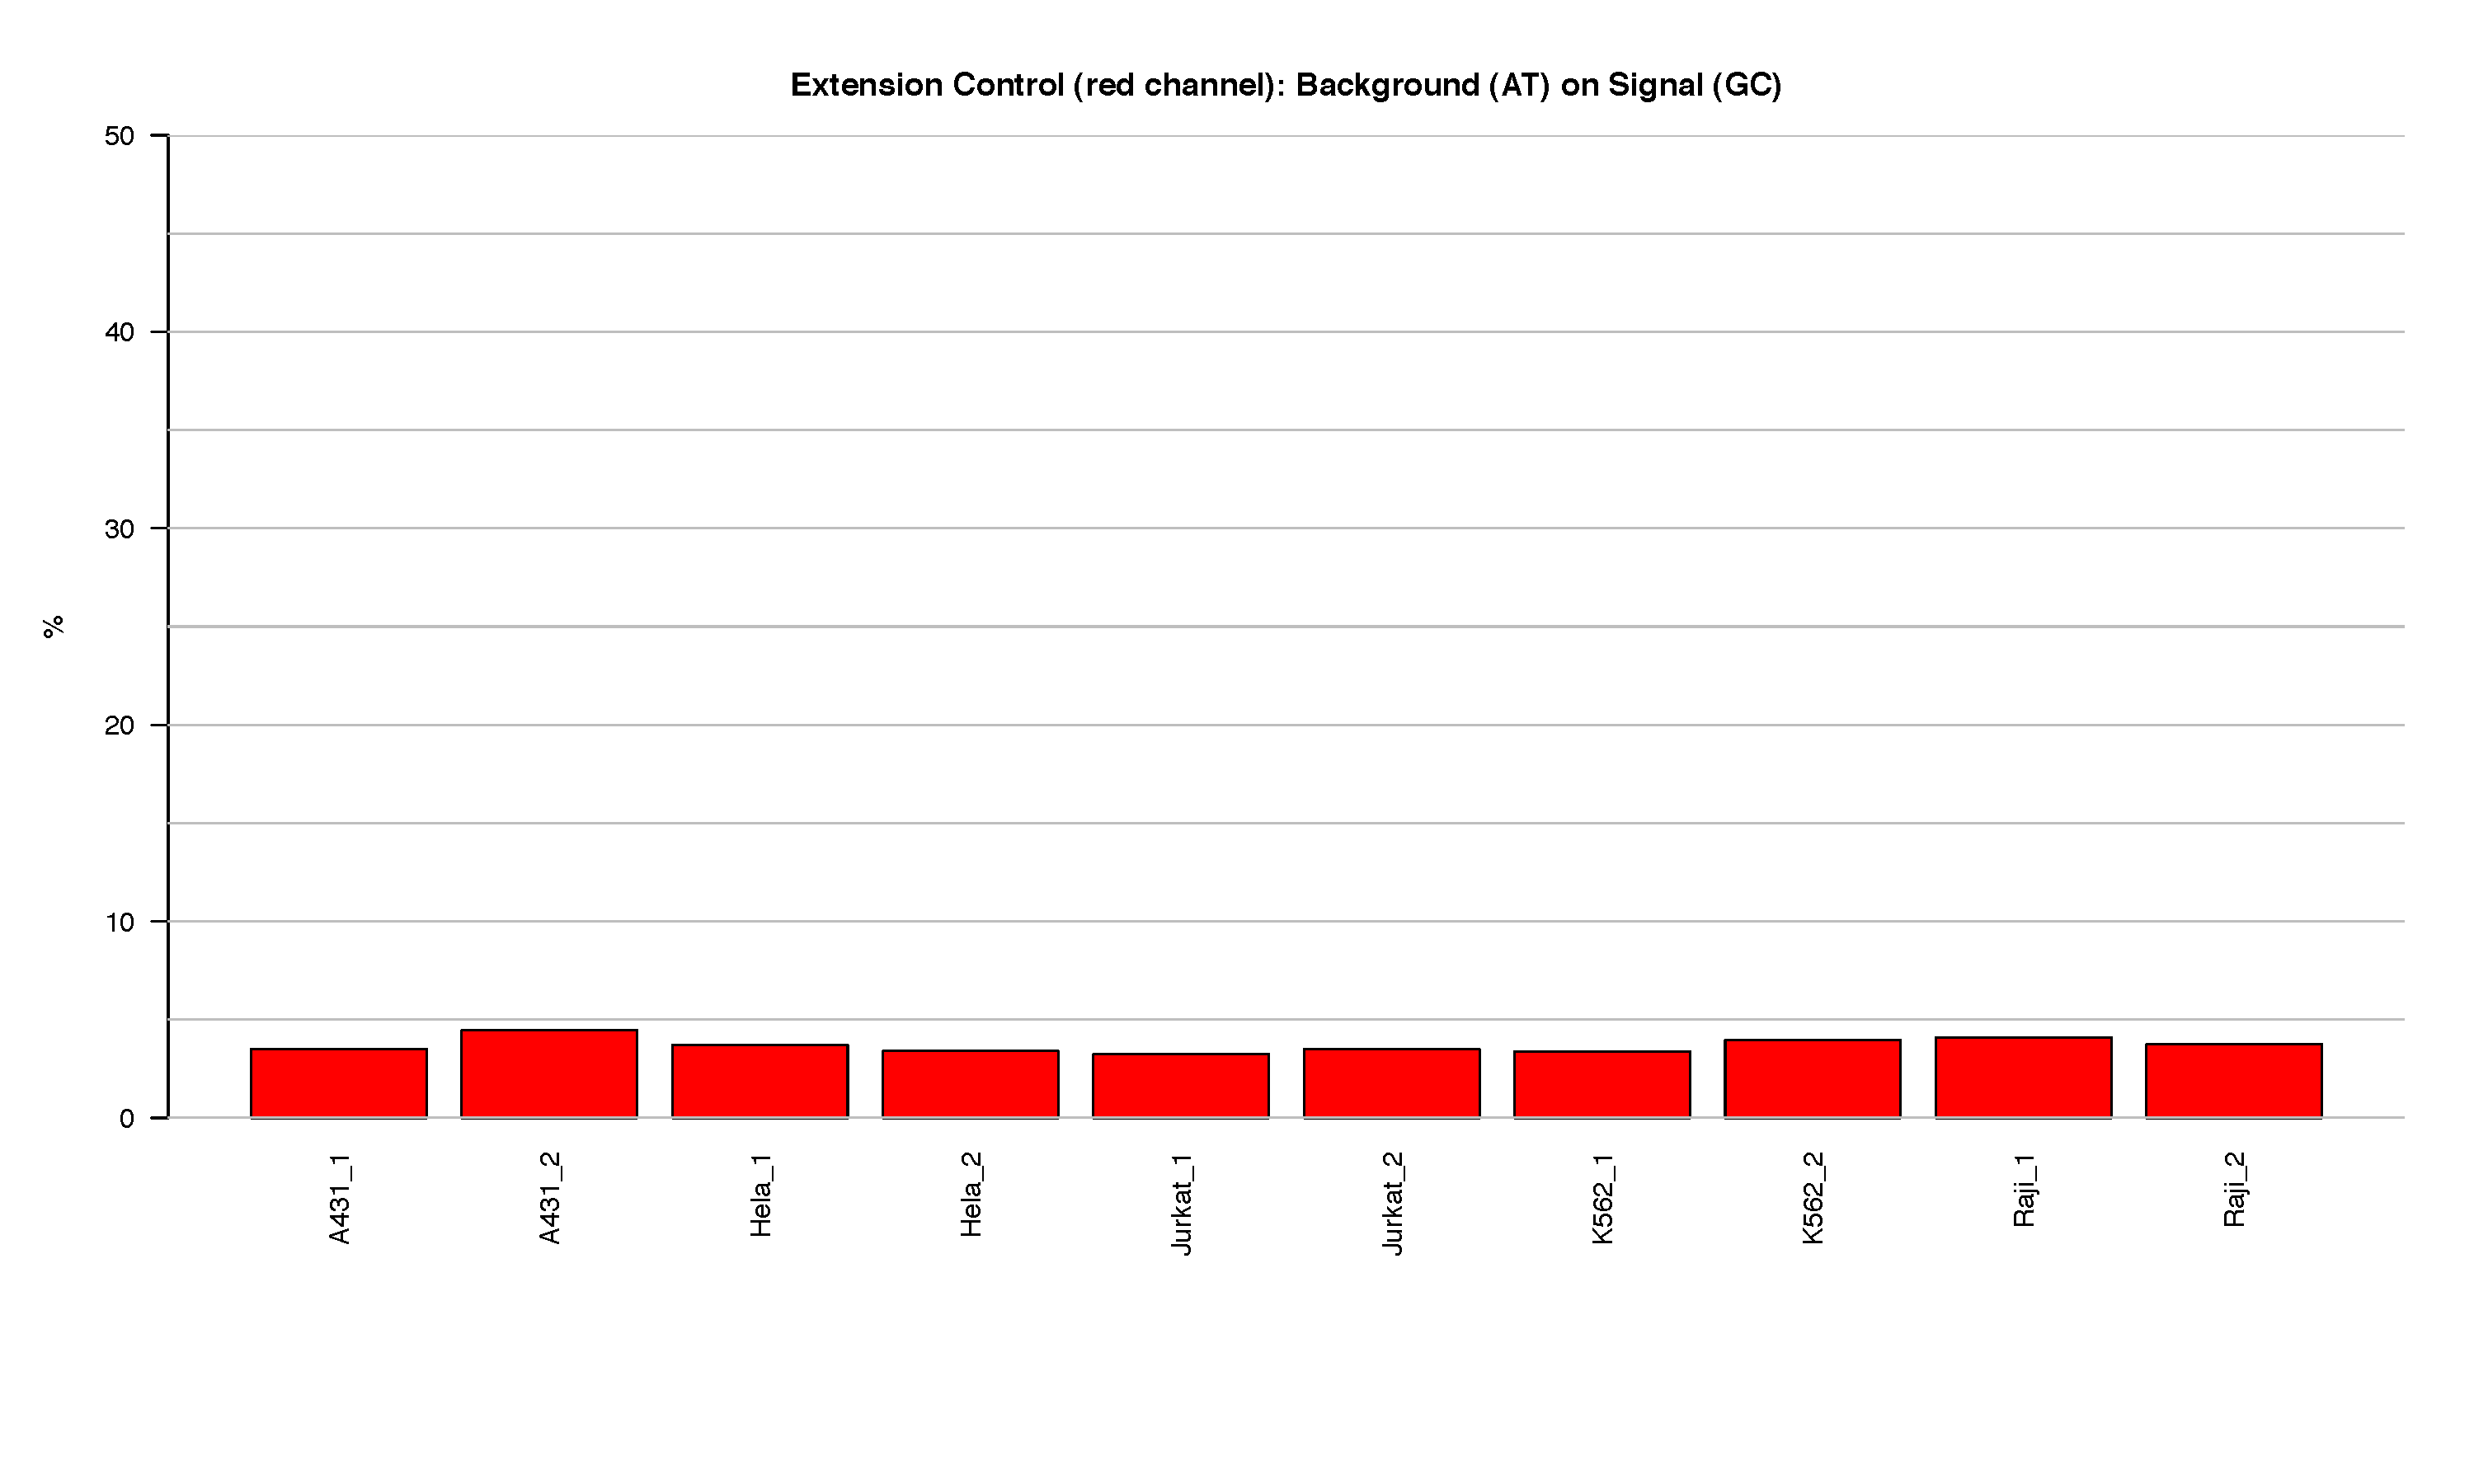 Extension Control (red channel): Background (AT) on Signal (GC)
50
40
30
20
10
0
%
A431_1
A431_2
Hela_1
Hela_2
Jurkat_1
Jurkat_2
K562_1
K562_2
Raji_1
Raji_2